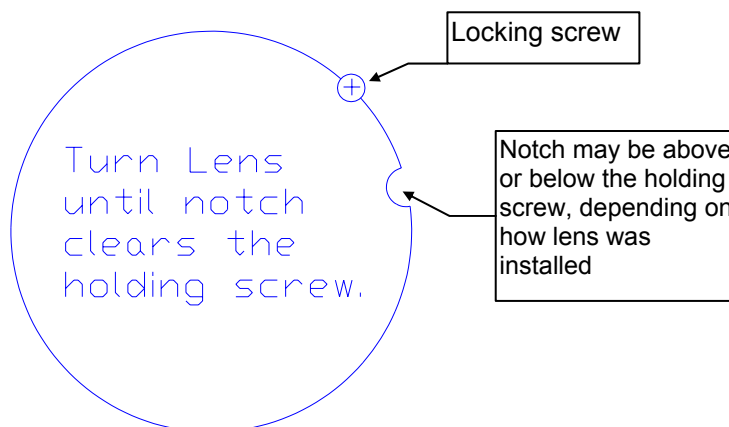 Locking screw
Turn Lens
until notch
clears the
holding screw.
Notch may be above
or below the holding
screw, depending on
how lens was
installed